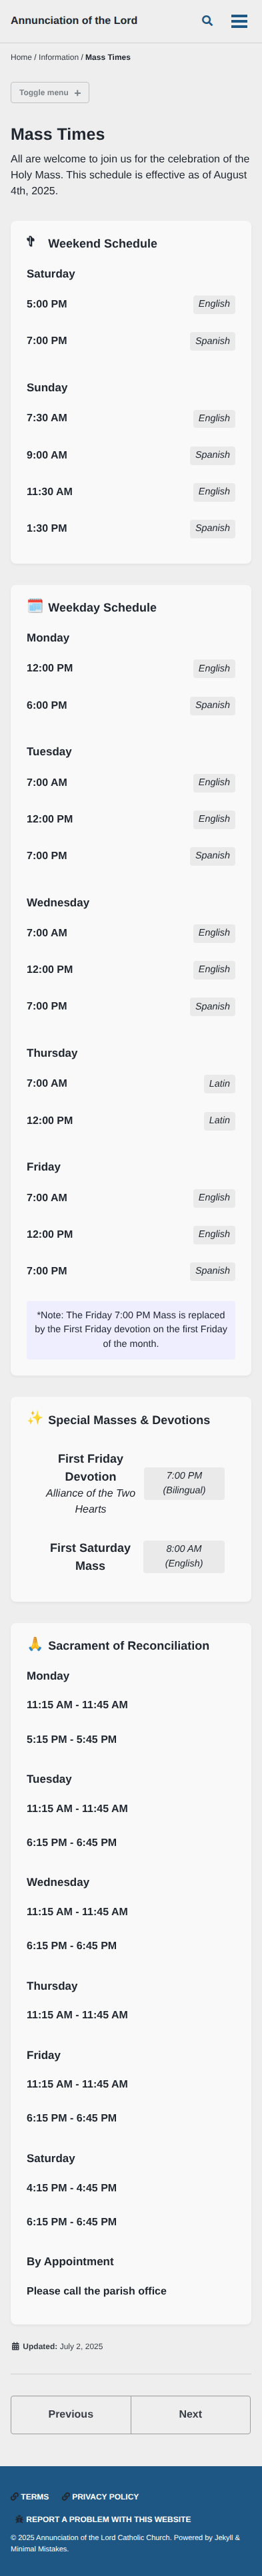 Annunciation of the Lord
Home / Information / Mass Times
Toggle menu +
Mass Times
All are welcome to join us for the celebration of the
Holy Mass. This schedule is effective as of August
4th, 2025.
Weekend Schedule
Saturday
5:00 PM English
7:00 PM Spanish
Sunday
7:30 AM English
9:00 AM Spanish
11:30 AM English
1:30 PM Spanish
Weekday Schedule
Monday
12:00 PM English
6:00 PM Spanish
Tuesday
7:00 AM English
12:00 PM English
7:00 PM Spanish
Wednesday
7:00 AM English
12:00 PM English
7:00 PM Spanish
Thursday
7:00 AM Latin
12:00 PM Latin
Friday
7:00 AM English
12:00 PM English
7:00 PM Spanish
*Note: The Friday 7:00 PM Mass is replaced
by the First Friday devotion on the first Friday
of the month.
Special Masses & Devotions
First Friday
Devotion
Alliance of the Two
Hearts
7:00 PM
(Bilingual)
First Saturday
Mass
8:00 AM
(English)
Sacrament of Reconciliation
Monday
11:15 AM - 11:45 AM
5:15 PM - 5:45 PM
Tuesday
11:15 AM - 11:45 AM
6:15 PM - 6:45 PM
Wednesday
11:15 AM - 11:45 AM
6:15 PM - 6:45 PM
Thursday
11:15 AM - 11:45 AM
Friday
11:15 AM - 11:45 AM
6:15 PM - 6:45 PM
Saturday
4:15 PM - 4:45 PM
6:15 PM - 6:45 PM
By Appointment
Please call the parish office
Updated: July 2, 2025
Previous Next
TERMS PRIVACY POLICY
REPORT A PROBLEM WITH THIS WEBSITE
© 2025 Annunciation of the Lord Catholic Church. Powered by Jekyll &
Minimal Mistakes.